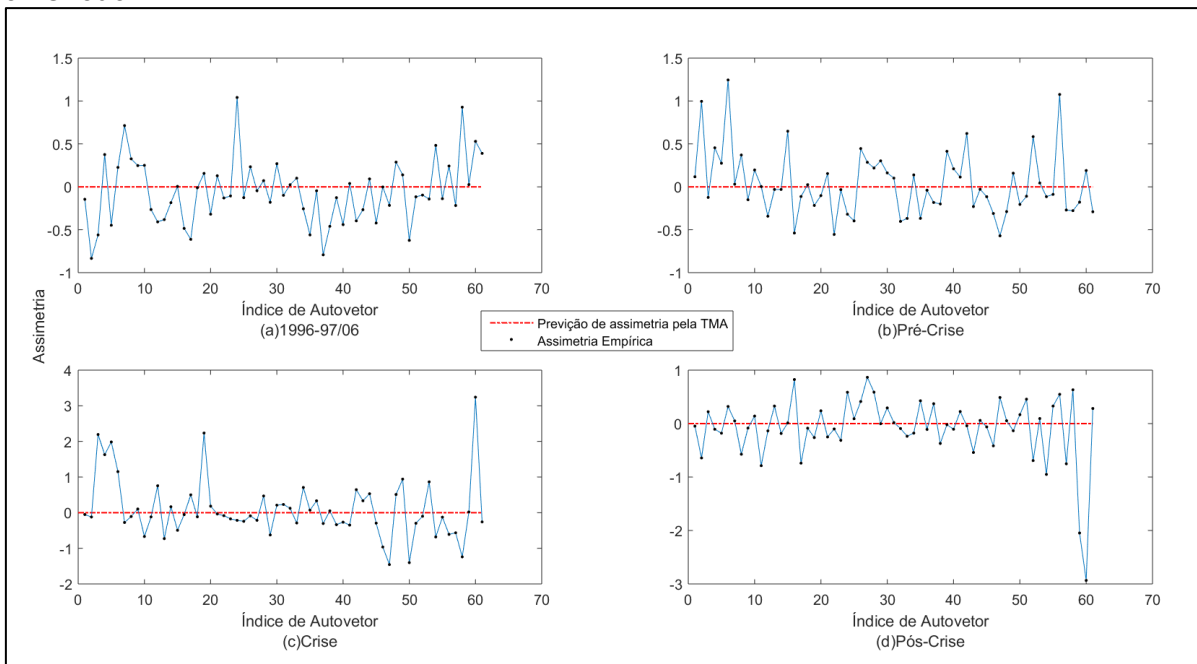 1.5
1
0.5
0
-0.5
-1
0 10 20 30 40 50 60 70
Índice de Autovetor
(a)1996-97/06
1.5
1
0.5
0
-0.5
-1
0 10 20 30 40 50 60 70
Índice de Autovetor
(b)Pré-Crise
Assimetria
Previção de assimetria pela TMA
Assimetria Empírica
4
3
2
1
0
-1
-2
0 10 20 30 40 50 60 70
Índice de Autovetor
(c)Crise
1
0
-1
-2
-3
0 10 20 30 40 50 60 70
Índice de Autovetor
(d)Pós-Crise